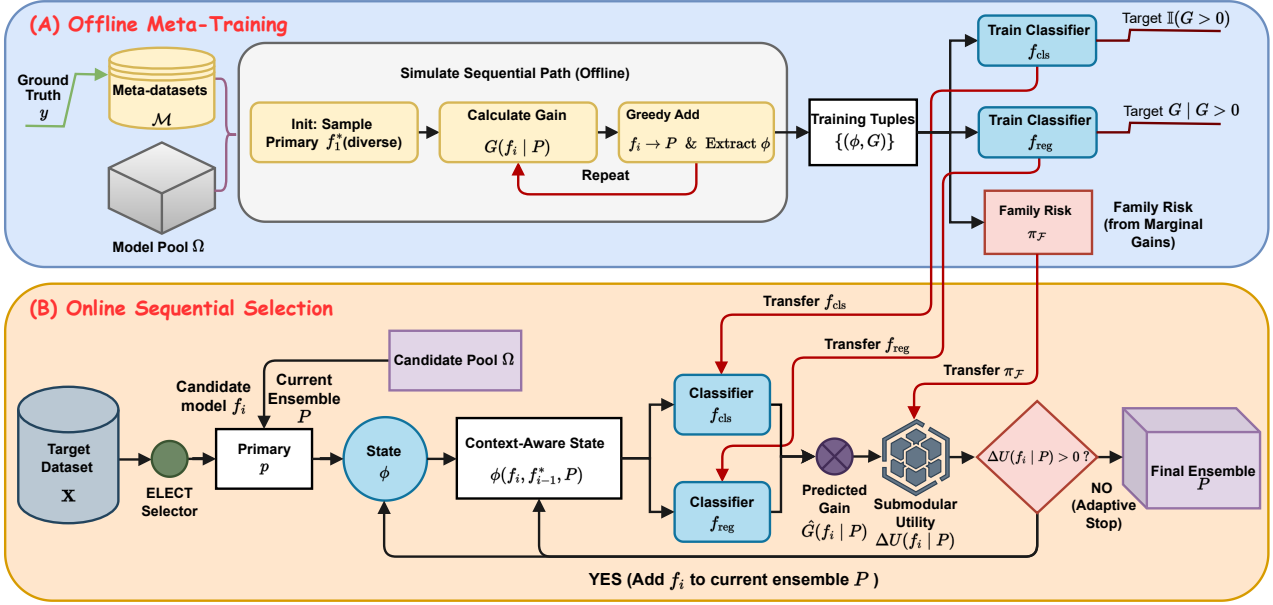 (A) Offline Meta-Training
Ground
Truth
y
Meta-datasets
ℳ
Model Pool Ω
Simulate Sequential Path (Offline)
Init: Sample
Primary f₁*(diverse)
Calculate Gain
G(fᵢ | P)
Greedy Add
fᵢ → P & Extract ϕ
Repeat
Training Tuples
{(ϕ, G)}
Train Classifier
f_cls
Target 𝕀(G > 0)
Train Classifier
f_reg
Target G | G > 0
Family Risk
π_ℱ
Family Risk
(from Marginal
Gains)
(B) Online Sequential Selection
Transfer f_cls
Transfer f_reg
Transfer π_ℱ
Candidate Pool Ω
Candidate
model fᵢ
Current
Ensemble
P
Target
Dataset
X
ELECT
Selector
Primary
p
State
ϕ
Context-Aware State
ϕ(fᵢ, f*ᵢ₋₁, P)
Classifier
f_cls
Classifier
f_reg
Predicted
Gain
Ĝ(fᵢ | P)
Submodular
Utility
ΔU(fᵢ | P)
ΔU(fᵢ | P) > 0 ?
NO
(Adaptive
Stop)
Final Ensemble
P
YES (Add fᵢ to current ensemble P )